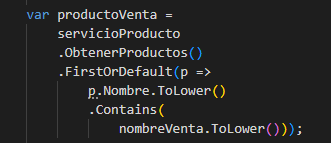 var productoVenta =
servicioProducto
.ObtenerProductos()
.FirstOrDefault(p =>
p.Nombre.ToLower()
.Contains(
nombreVenta.ToLower()));